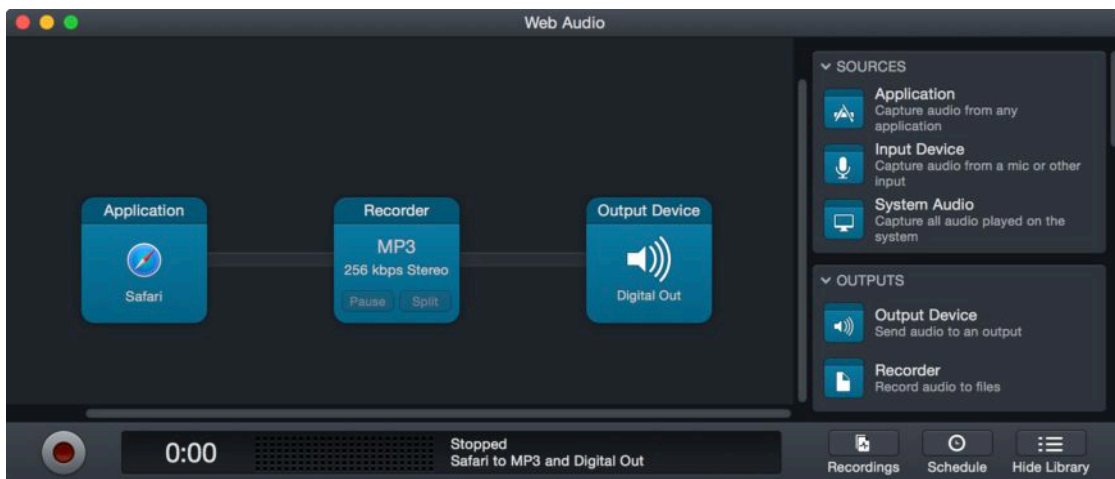 Web Audio
SOURCES
Application
Capture audio from any
application
Input Device
Capture audio from a mic or other
input
System Audio
Capture all audio played on the
system
Application
Safari
Recorder
MP3
256 kbps Stereo
Pause
Split
Output Device
Digital Out
OUTPUTS
Output Device
Send audio to an output
Recorder
Record audio to files
0:00
Stopped
Safari to MP3 and Digital Out
Recordings
Schedule
Hide Library